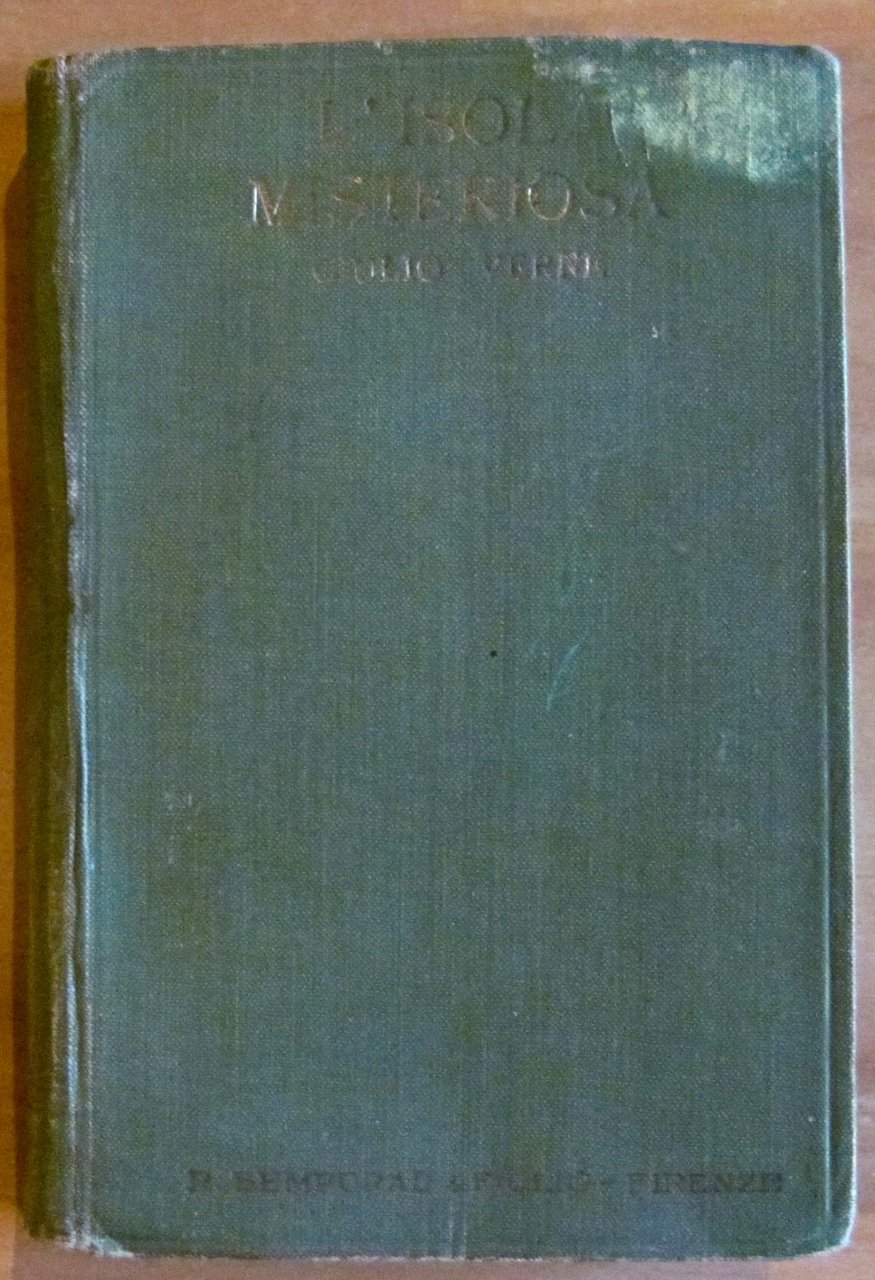 L'ISOLA
MISTERIOSA
GIULIO VERNE
R. BEMPORAD & FIGLIO - FIRENZE